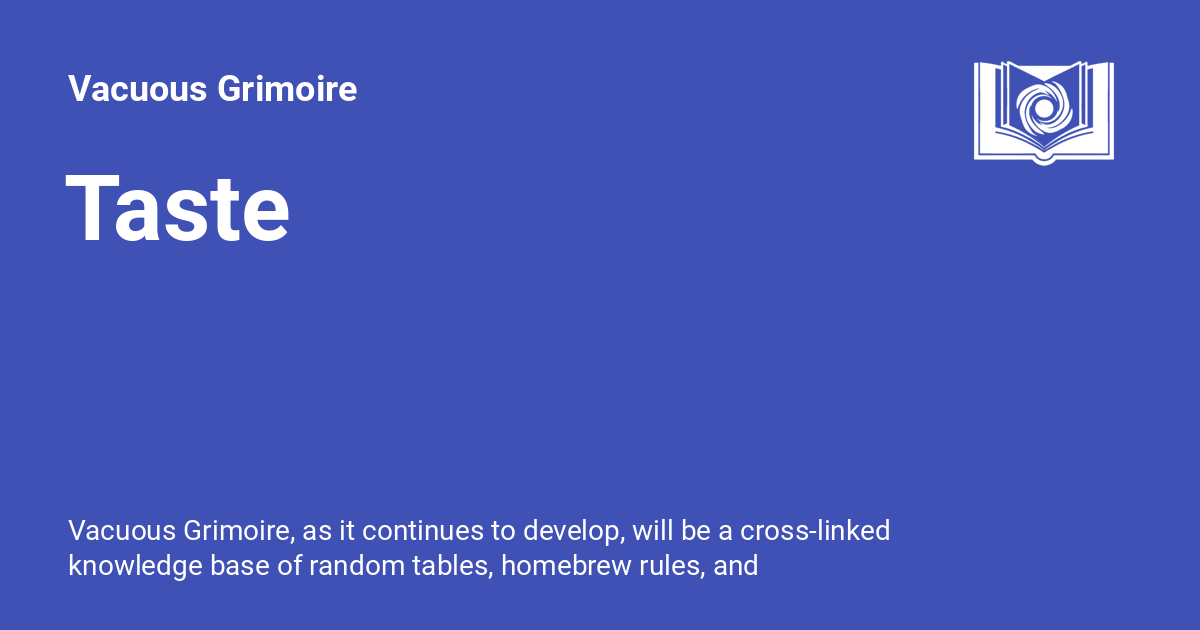 Vacuous Grimoire
Taste
Vacuous Grimoire, as it continues to develop, will be a cross-linked
knowledge base of random tables, homebrew rules, and